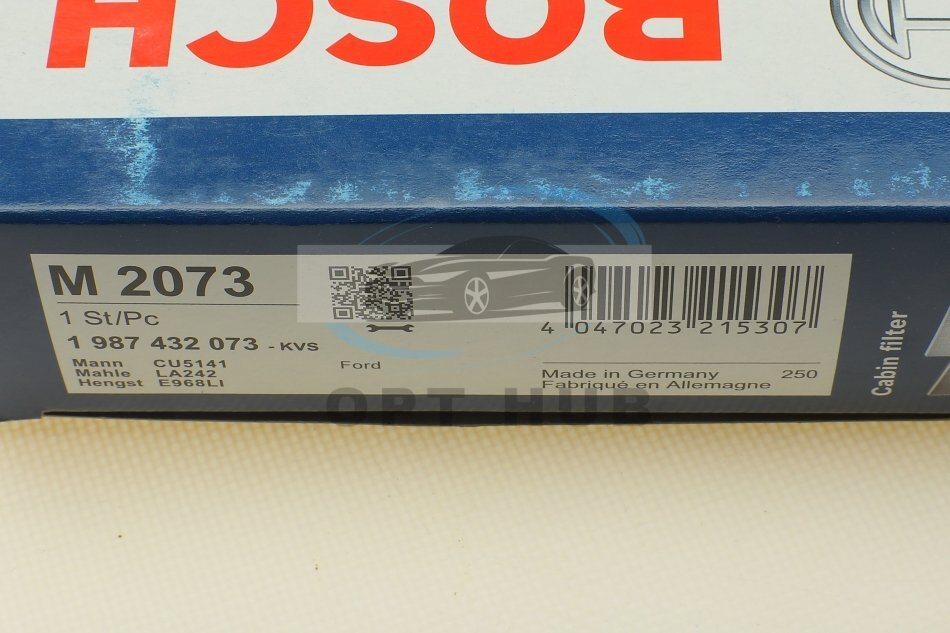 BOSCH
M 2073
1 St/Pc
1 987 432 073 - KVS
Mann CU5141
Mahle LA242
Hengst E968LI
Ford
4 047023 215307
Made in Germany 250
Fabriqué en Allemagne
Cabin filter
OPT HUB